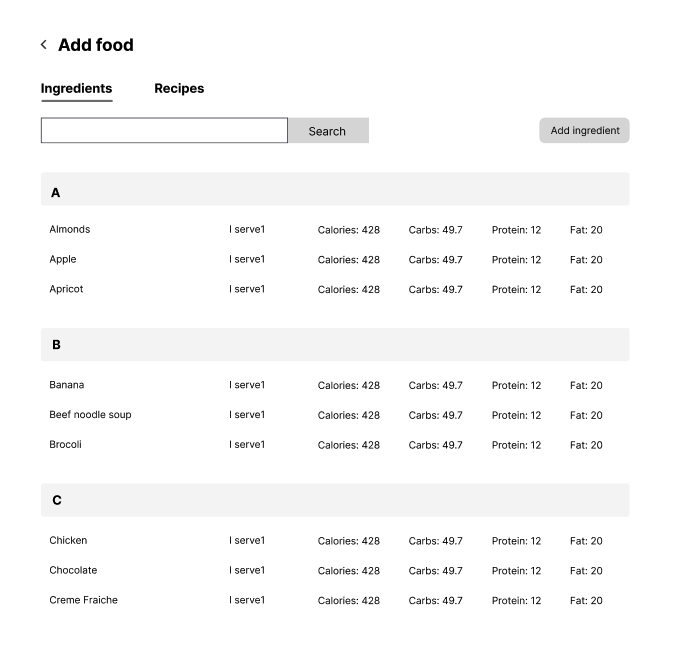 Add food
Ingredients Recipes
Search Add ingredient
A
Almonds I serve1 Calories: 428 Carbs: 49.7 Protein: 12 Fat: 20
Apple I serve1 Calories: 428 Carbs: 49.7 Protein: 12 Fat: 20
Apricot I serve1 Calories: 428 Carbs: 49.7 Protein: 12 Fat: 20
B
Banana I serve1 Calories: 428 Carbs: 49.7 Protein: 12 Fat: 20
Beef noodle soup I serve1 Calories: 428 Carbs: 49.7 Protein: 12 Fat: 20
Brocoli I serve1 Calories: 428 Carbs: 49.7 Protein: 12 Fat: 20
C
Chicken I serve1 Calories: 428 Carbs: 49.7 Protein: 12 Fat: 20
Chocolate I serve1 Calories: 428 Carbs: 49.7 Protein: 12 Fat: 20
Creme Fraiche I serve1 Calories: 428 Carbs: 49.7 Protein: 12 Fat: 20